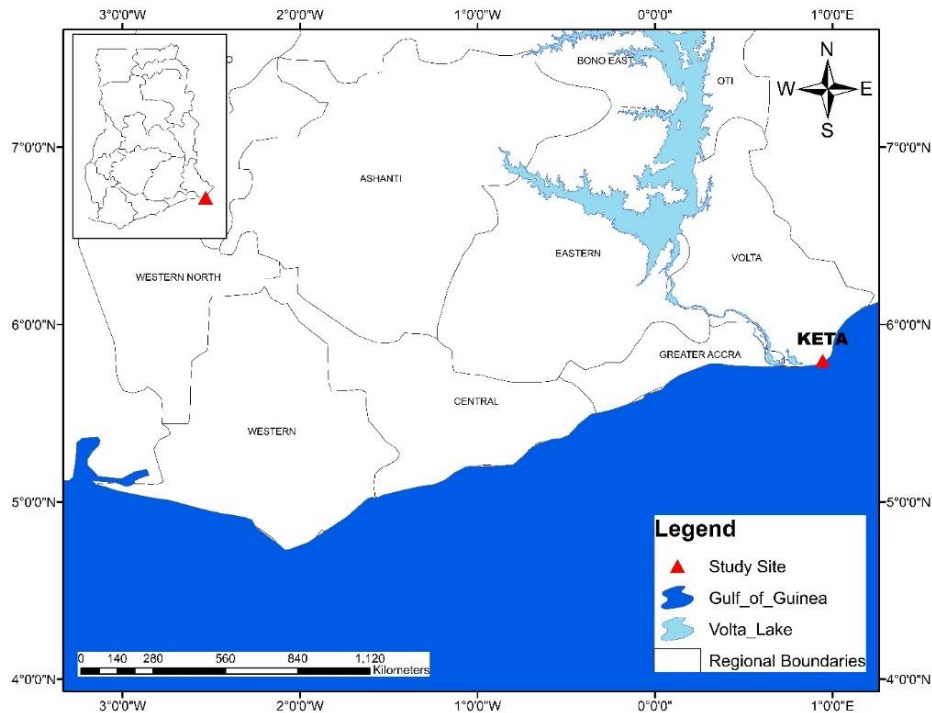 3°0'0"W
2°0'0"W
1°0'0"W
0°0'0"
1°0'0"E
BONO EAST
OTI
N
W
E
S
7°0'0"N
7°0'0"N
ASHANTI
EASTERN
VOLTA
WESTERN NORTH
6°0'0"N
6°0'0"N
KETA
GREATER ACCRA
CENTRAL
WESTERN
5°0'0"N
5°0'0"N
Legend
Study Site
Gulf_of_Guinea
Volta_Lake
Regional Boundaries
0 140 280 560 840 1,120
Kilometers
4°0'0"N
4°0'0"N
3°0'0"W
2°0'0"W
1°0'0"W
0°0'0"
1°0'0"E